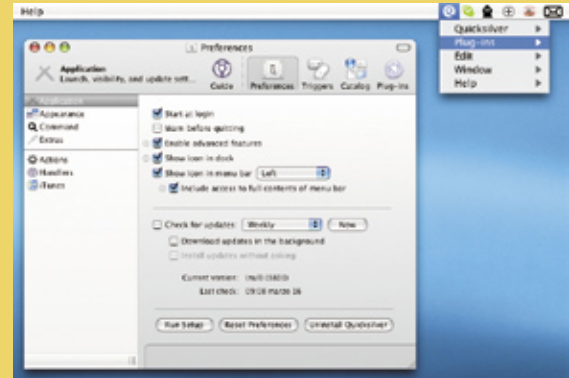 Help
Quicksilver
Plug-ins
Edit
Window
Help
Preferences
Application
Launch, visibility, and update sett...
Guide
Preferences
Triggers
Catalog
Plug-ins
Application
Appearance
Command
Extras
Actions
Handlers
iTunes
Start at login
Warn before quitting
Enable advanced features
Show icon in dock
Show icon in menu bar Left
Include access to full contents of menu bar
Check for updates: Weekly Now
Download updates in the background
Install updates without asking
Current version:
Last check: marzo
Run Setup Reset Preferences Uninstall Quicksilver